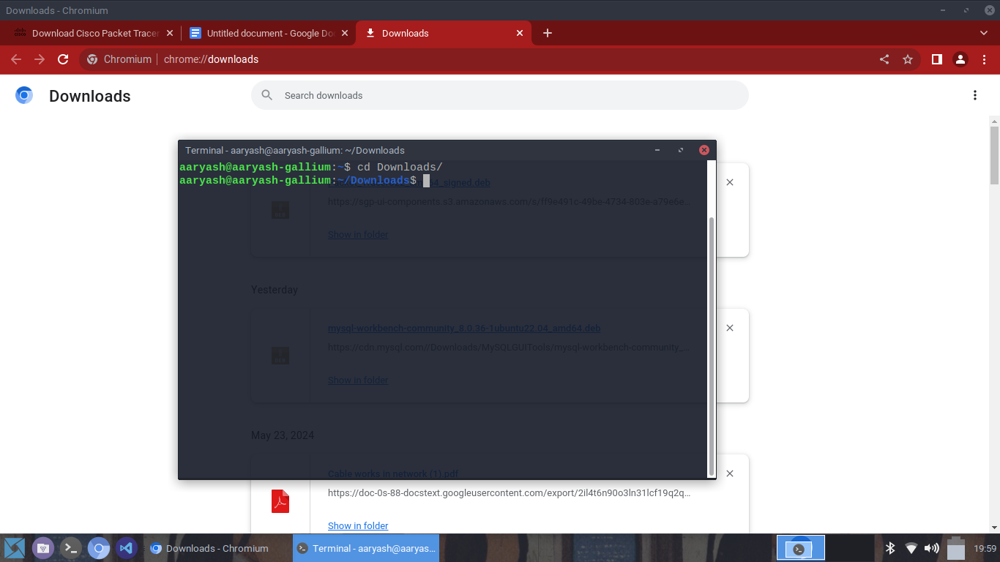 Downloads - Chromium
Download Cisco Packet Tracer
Untitled document - Google Do
Downloads
Chromium
chrome://downloads
Downloads
Search downloads
Terminal - aaryash@aaryash-gallium: ~/Downloads
aaryash@aaryash-gallium:~$ cd Downloads/
aaryash@aaryash-gallium:~/Downloads$
64_signed.deb
https://sgp-ui-components.s3.amazonaws.com/s/ff9e491c-49be-4734-803e-a79e6e...
Show in folder
Yesterday
mysql-workbench-community_8.0.36-1ubuntu22.04_amd64.deb
https://cdn.mysql.com//Downloads/MySQLGUITools/mysql-workbench-community_...
Show in folder
May 23, 2024
Cable works in network (1).pdf
https://doc-0s-88-docstext.googleusercontent.com/export/2il4t6n90o3ln31lcf19q2q...
Show in folder
Downloads - Chromium
Terminal - aaryash@aaryas...
19:59